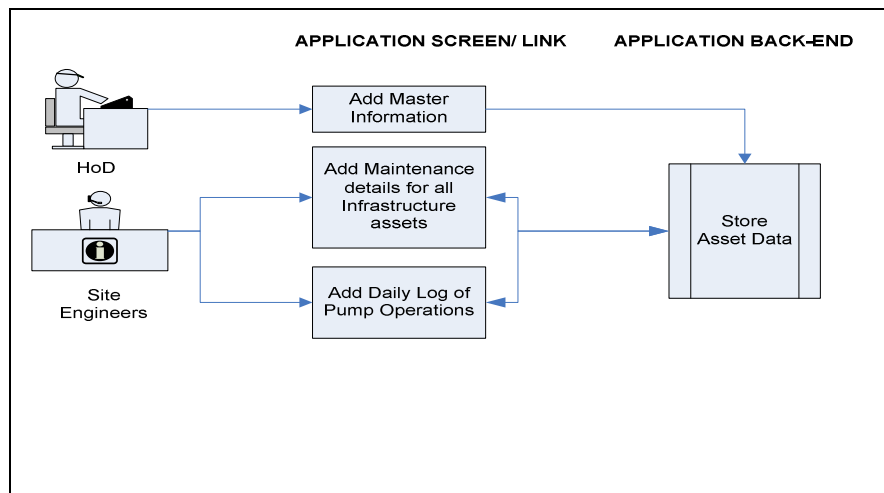 APPLICATION SCREEN/ LINK
APPLICATION BACK-END
HoD
Add Master
Information
Add Maintenance
details for all
Infrastructure
assets
Site
Engineers
i
Add Daily Log of
Pump Operations
Store
Asset Data